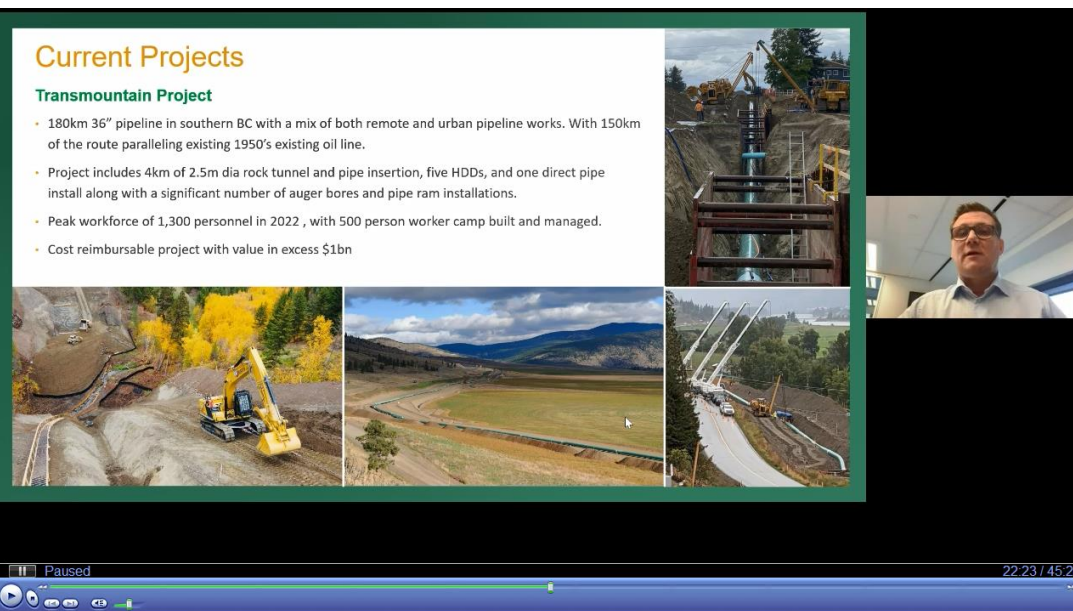 Current Projects
Transmountain Project
• 180km 36” pipeline in southern BC with a mix of both remote and urban pipeline works. With 150km
of the route paralleling existing 1950’s existing oil line.
• Project includes 4km of 2.5m dia rock tunnel and pipe insertion, five HDDs, and one direct pipe
install along with a significant number of auger bores and pipe ram installations.
• Peak workforce of 1,300 personnel in 2022 , with 500 person worker camp built and managed.
• Cost reimbursable project with value in excess $1bn
Paused
22:23 / 45:2